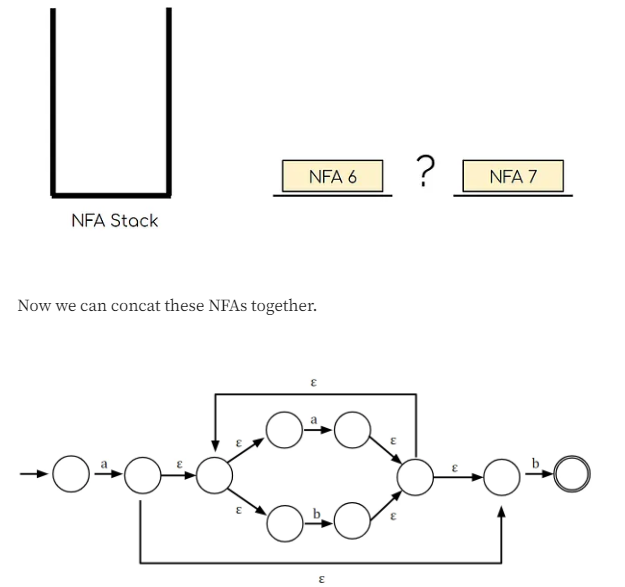 NFA 6 ? NFA 7
NFA Stack
Now we can concat these NFAs together.
ε
a
ε ε
a ε ε b
ε b ε
ε